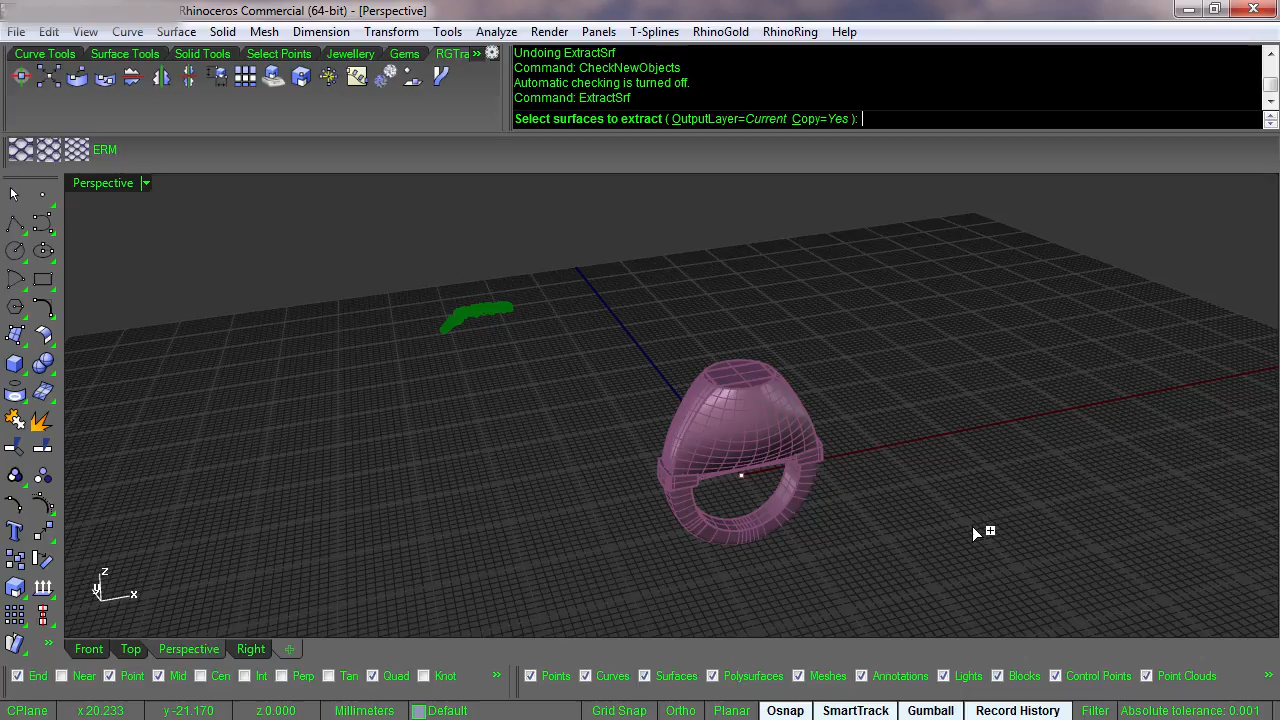 Rhinoceros Commercial (64-bit) - [Perspective]
File Edit View Curve Surface Solid Mesh Dimension Transform Tools Analyze Render Panels T-Splines RhinoGold RhinoRing Help
Curve Tools Surface Tools Solid Tools Select Points Jewellery Gems RGTra »
Undoing ExtractSrf
Command: CheckNewObjects
Automatic checking is turned off.
Command: ExtractSrf
Select surfaces to extract ( OutputLayer=Current Copy=Yes ):
ERM
Perspective
z
y
x
Front Top Perspective Right
End Near Point Mid Cen Int Perp Tan Quad Knot » Points Curves Surfaces Polysurfaces Meshes Annotations Lights Blocks Control Points Point Clouds »
CPlane x 20.233 y -21.170 z 0.000 Millimeters Default Grid Snap Ortho Planar Osnap SmartTrack Gumball Record History Filter Absolute tolerance: 0.001